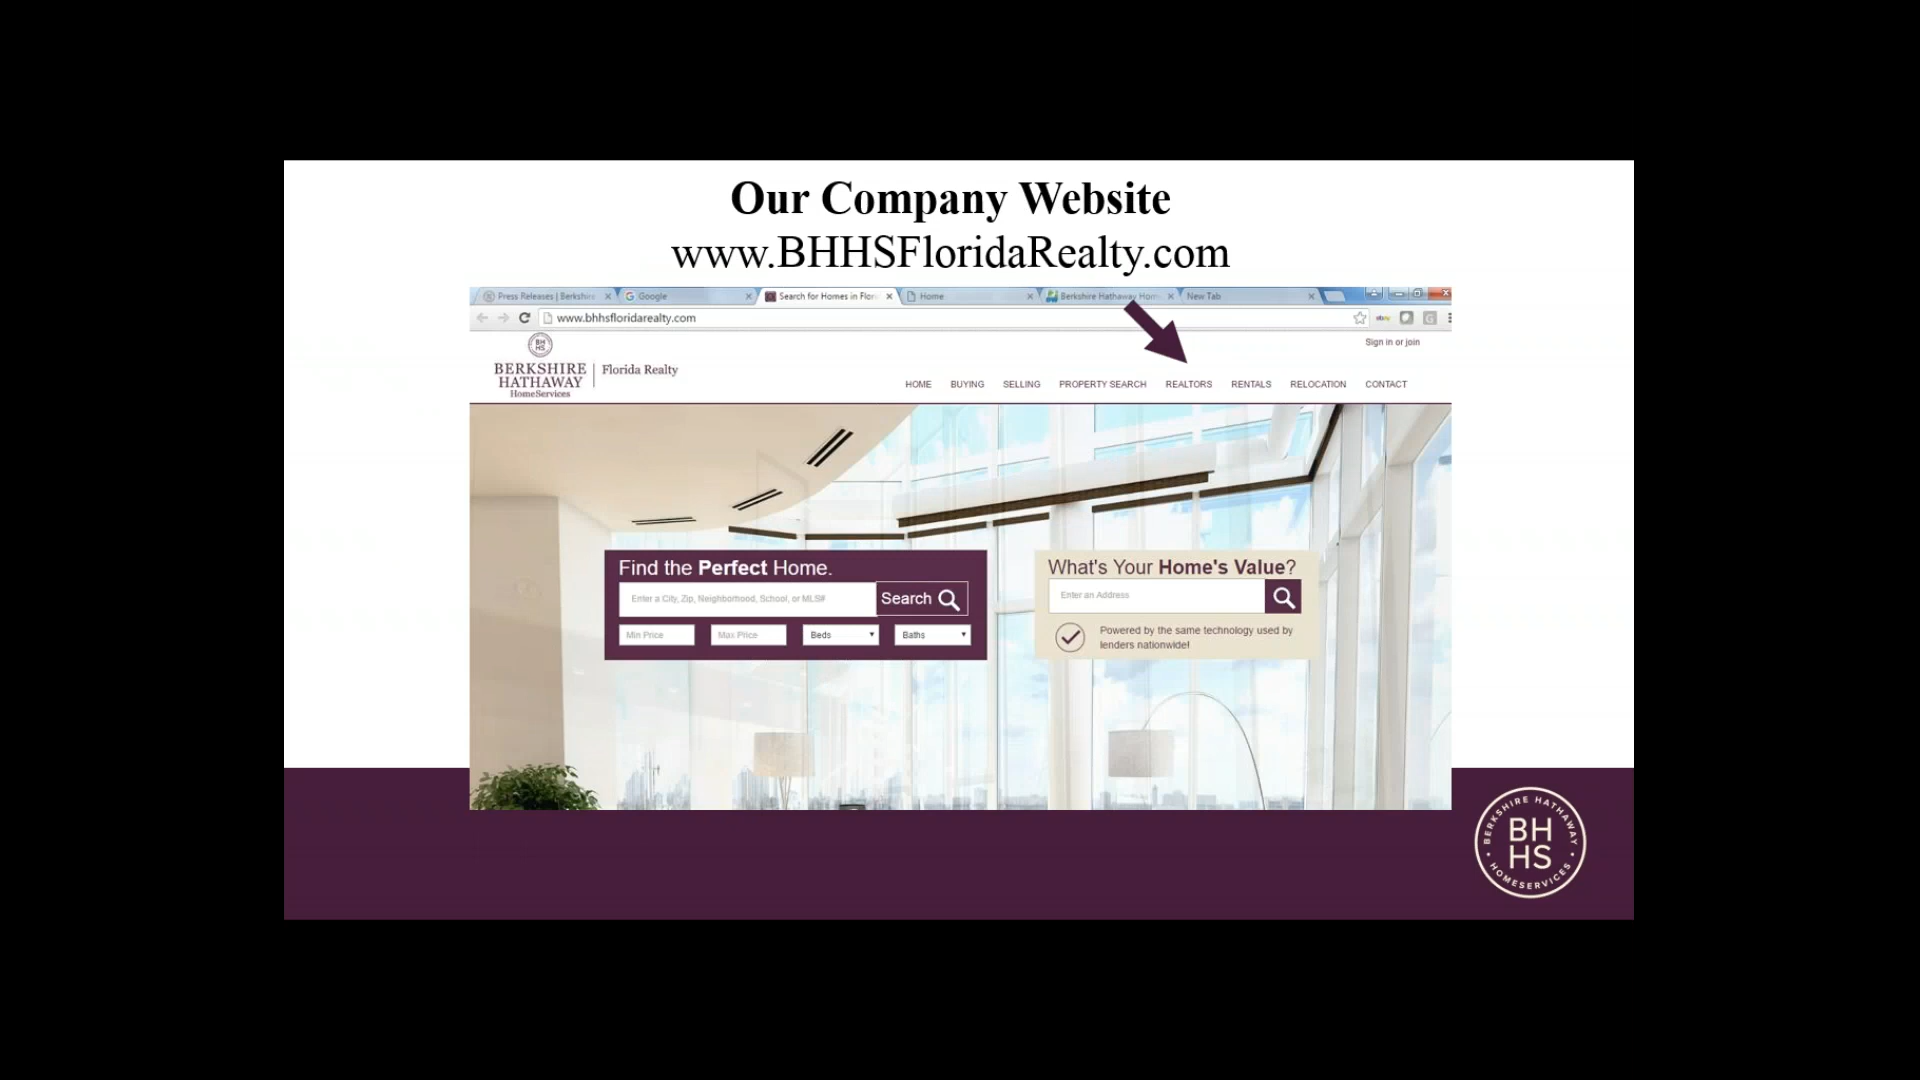 Our Company Website
www.BHHSFloridaRealty.com
Press Releases | Berkshire
Google
Search for Homes in Flori
Home
Berkshire Hathaway Hom
New Tab
www.bhhsfloridarealty.com
ebay
G
Sign in or join
BH
HS
BERKSHIRE
HATHAWAY
HomeServices
Florida Realty
HOME BUYING SELLING PROPERTY SEARCH REALTORS RENTALS RELOCATION CONTACT
Find the Perfect Home.
Enter a City, Zip, Neighborhood, School, or MLS#
Search
Min Price Max Price Beds Baths
What's Your Home's Value?
Enter an Address
Powered by the same technology used by
lenders nationwide!
BERKSHIRE HATHAWAY
BH
HS
HOMESERVICES